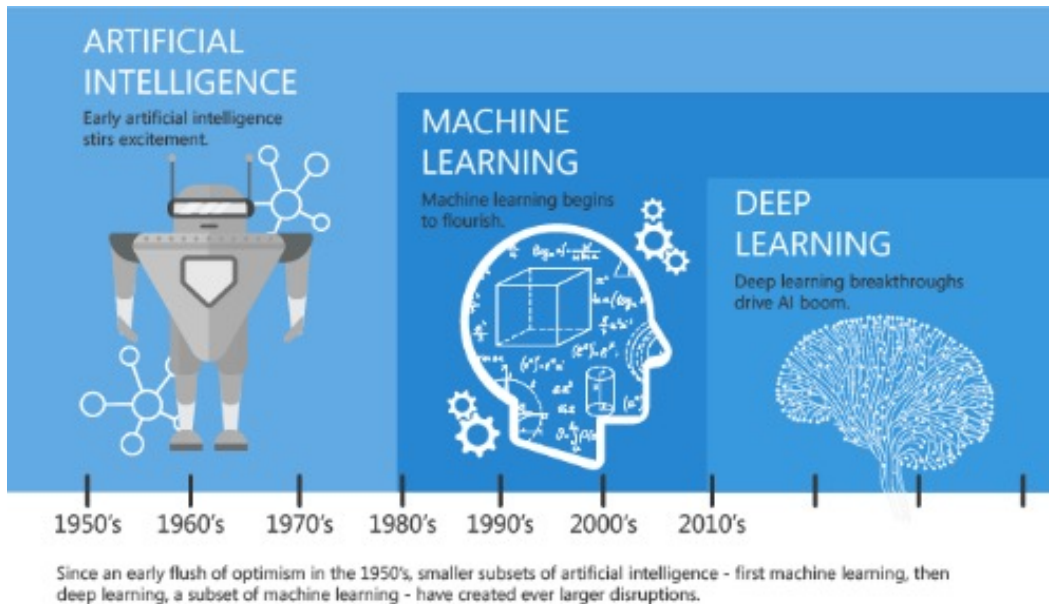 ARTIFICIAL
INTELLIGENCE
Early artificial intelligence
stirs excitement.
MACHINE
LEARNING
Machine learning begins
to flourish.
DEEP
LEARNING
Deep learning breakthroughs
drive AI boom.
1950's 1960's 1970's 1980's 1990's 2000's 2010's
Since an early flush of optimism in the 1950's, smaller subsets of artificial intelligence - first machine learning, then
deep learning, a subset of machine learning - have created ever larger disruptions.